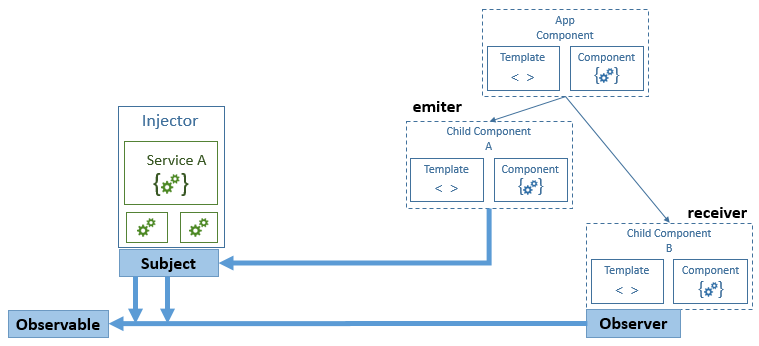 App
Component
Template
Component
< >
{ }
emiter
Child Component
A
Template
Component
< >
{ }
Injector
Service A
{ }
receiver
Child Component
B
Template
Component
< >
{ }
Subject
Observable
Observer